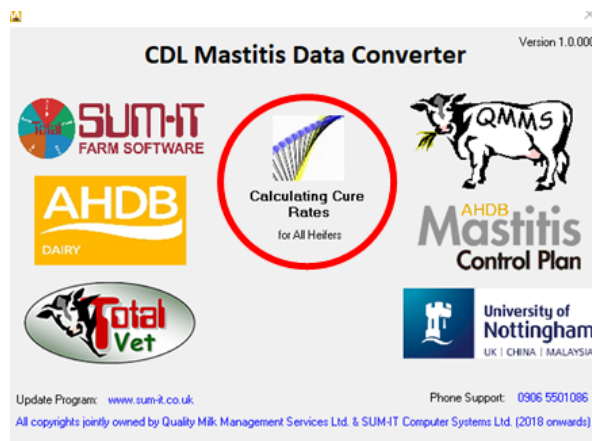 CDL Mastitis Data Converter
Version 1.0.000
Total
SUM-IT
FARM SOFTWARE
QMMS
Calculating Cure
Rates
for All Heifers
AHDB
DAIRY
AHDB
Mastitis
Control Plan
Total
Vet
University of
Nottingham
UK | CHINA | MALAYSIA
Update Program: www.sum-it.co.uk
Phone Support: 0906 5501086
All copyrights jointly owned by Quality Milk Management Services Ltd. & SUM-IT Computer Systems Ltd. (2018 onwards)